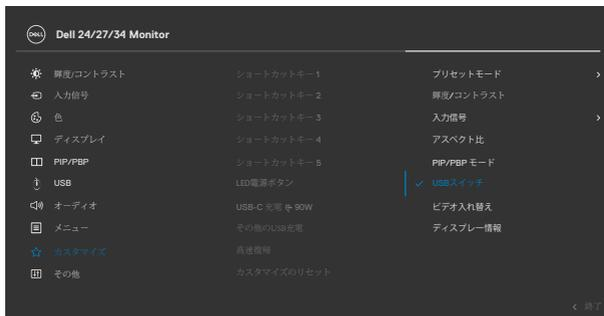 DELL
Dell 24/27/34 Monitor
輝度/コントラスト
入力信号
色
ディスプレイ
PIP/PBP
USB
オーディオ
メニュー
カスタマイズ
その他
ショートカットキー 1
ショートカットキー 2
ショートカットキー 3
ショートカットキー 4
ショートカットキー 5
LED電源ボタン
USB-C 充電 90W
その他のUSB充電
高速復帰
カスタマイズのリセット
プリセットモード
輝度/コントラスト
入力信号
アスペクト比
PIP/PBP モード
USBスイッチ
ビデオ入れ替え
ディスプレー情報
終了